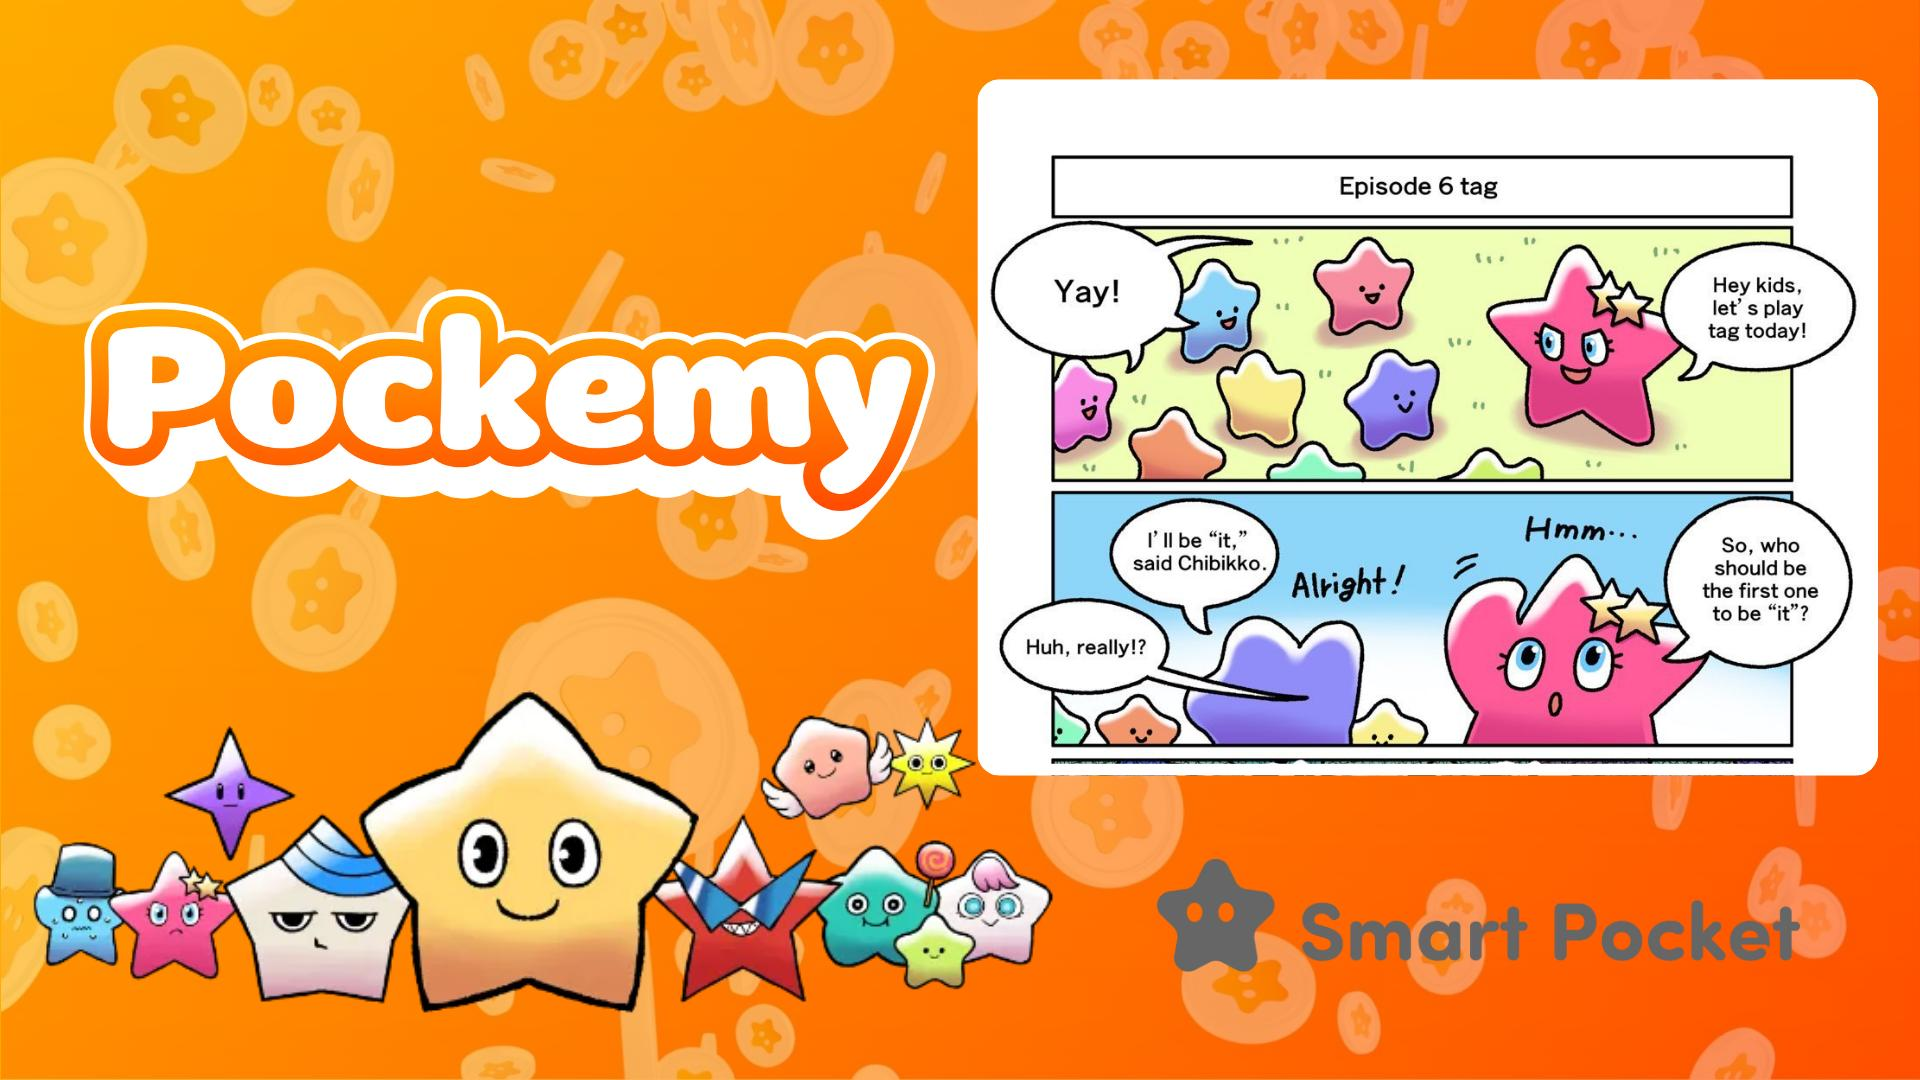 Pockemy
Episode 6 tag
Yay!
Hey kids,
let’s play
tag today!
Hmm...
So, who
should be
the first one
to be “it”?
I’ll be “it,”
said Chibikko.
Alright!
Huh, really!?
Smart Pocket